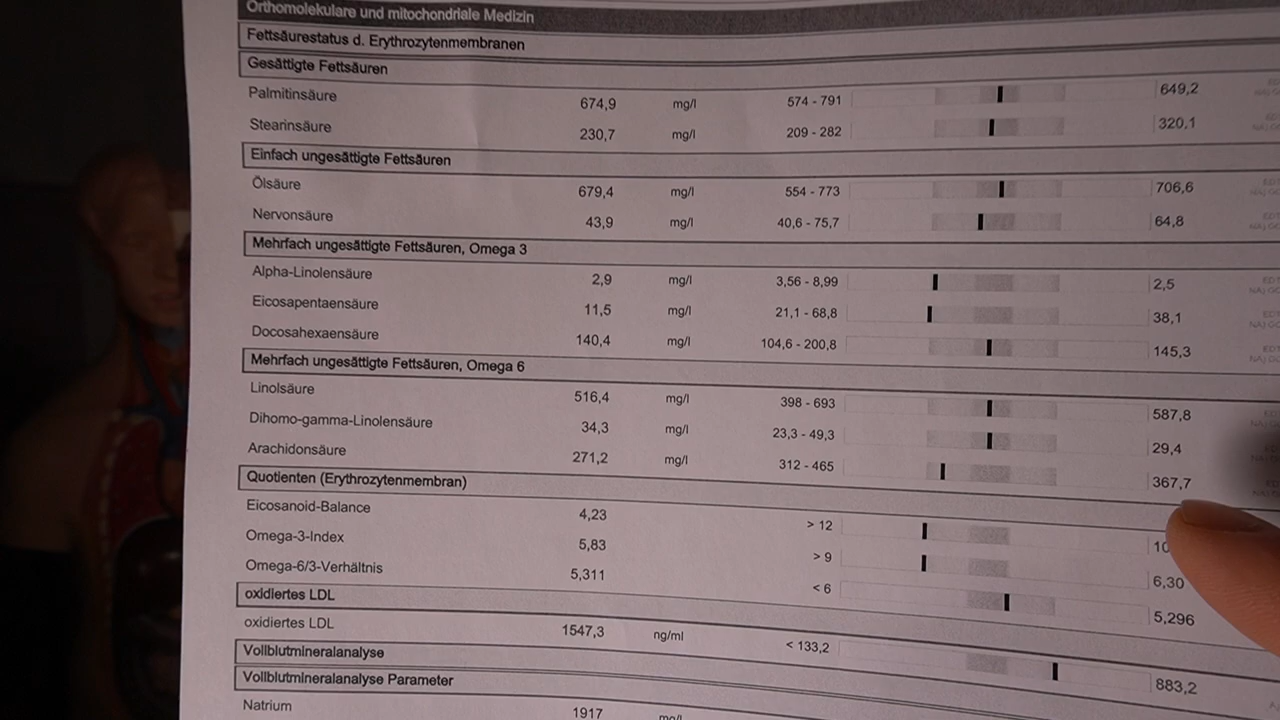 Orthomolekulare und mitochondriale Medizin
Fettsäurestatus d. Erythrozytenmembranen
Gesättigte Fettsäuren
Palmitinsäure 674,9 mg/l 574 - 791 649,2
Stearinsäure 230,7 mg/l 209 - 282 320,1
Einfach ungesättigte Fettsäuren
Ölsäure 679,4 mg/l 554 - 773 706,6
Nervonsäure 43,9 mg/l 40,6 - 75,7 64,8
Mehrfach ungesättigte Fettsäuren, Omega 3
Alpha-Linolensäure 2,9 mg/l 3,56 - 8,99 2,5
Eicosapentaensäure 11,5 mg/l 21,1 - 68,8 38,1
Docosahexaensäure 140,4 mg/l 104,6 - 200,8 145,3
Mehrfach ungesättigte Fettsäuren, Omega 6
Linolsäure 516,4 mg/l 398 - 693 587,8
Dihomo-gamma-Linolensäure 34,3 mg/l 23,3 - 49,3 29,4
Arachidonsäure 271,2 mg/l 312 - 465 367,7
Quotienten (Erythrozytenmembran)
Eicosanoid-Balance 4,23 > 12 10
Omega-3-Index 5,83 > 9 6,30
Omega-6/3-Verhältnis 5,311 < 6 5,296
oxidiertes LDL
oxidiertes LDL 1547,3 ng/ml < 133,2 883,2
Vollblutmineralanalyse
Vollblutmineralanalyse Parameter
Natrium 1917 mg/l